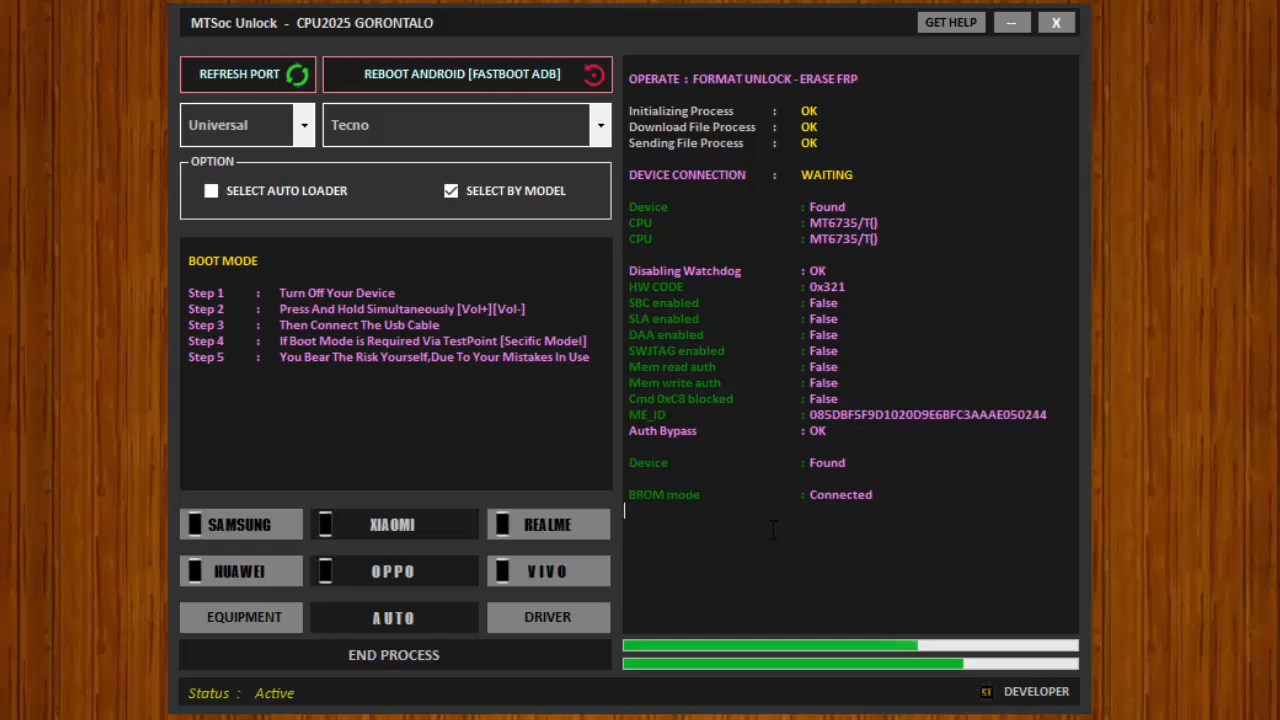 MTSoc Unlock - CPU2025 GORONTALO
GET HELP
--
X
REFRESH PORT
REBOOT ANDROID [FASTBOOT ADB]
Universal
Tecno
OPTION
SELECT AUTO LOADER
SELECT BY MODEL
BOOT MODE
Step 1 : Turn Off Your Device
Step 2 : Press And Hold Simultaneously [Vol+][Vol-]
Step 3 : Then Connect The Usb Cable
Step 4 : If Boot Mode is Required Via TestPoint [Secific Model]
Step 5 : You Bear The Risk Yourself,Due To Your Mistakes In Use
SAMSUNG
XIAOMI
REALME
HUAWEI
OPPO
VIVO
EQUIPMENT
AUTO
DRIVER
END PROCESS
OPERATE : FORMAT UNLOCK - ERASE FRP
Initializing Process : OK
Download File Process : OK
Sending File Process : OK
DEVICE CONNECTION : WAITING
Device : Found
CPU : MT6735/T()
CPU : MT6735/T()
Disabling Watchdog : OK
HW CODE : 0x321
SBC enabled : False
SLA enabled : False
DAA enabled : False
SWJTAG enabled : False
Mem read auth : False
Mem write auth : False
Cmd 0xC8 blocked : False
ME_ID : 085DBF5F9D1020D9E6BFC3AAAE050244
Auth Bypass : OK
Device : Found
BROM mode : Connected
Status : Active
DEVELOPER